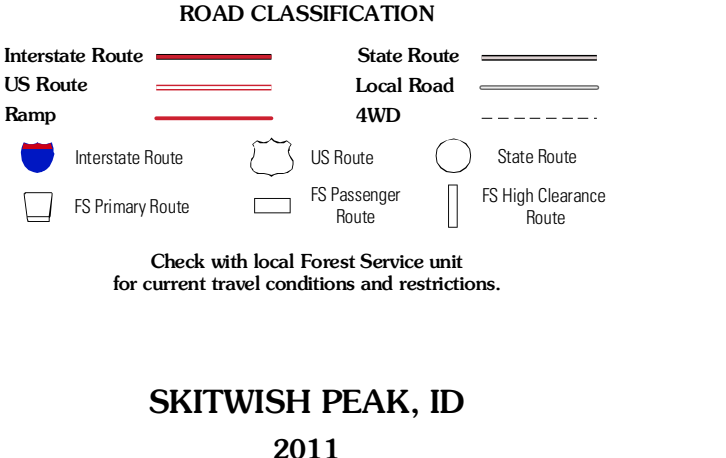 ROAD CLASSIFICATION
Interstate Route
State Route
US Route
Local Road
Ramp
4WD
Interstate Route
US Route
State Route
FS Primary Route
FS Passenger
Route
FS High Clearance
Route
Check with local Forest Service unit
for current travel conditions and restrictions.
SKITWISH PEAK, ID
2011